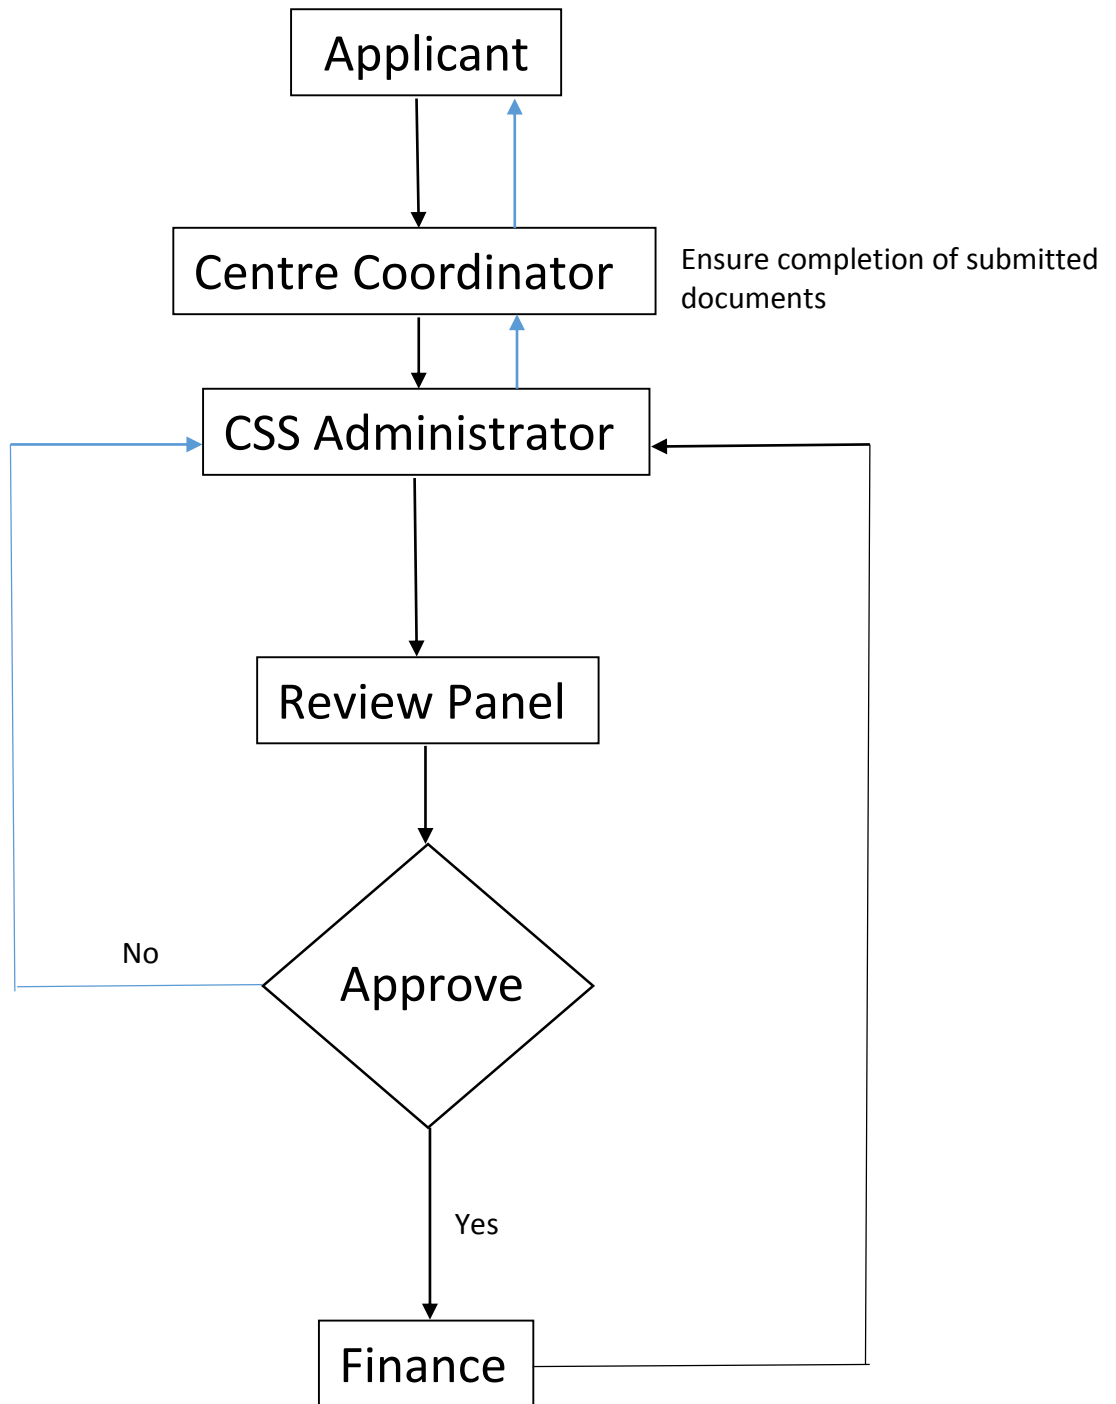 Applicant
Centre Coordinator
Ensure completion of submitted
documents
CSS Administrator
Review Panel
No
Approve
Yes
Finance